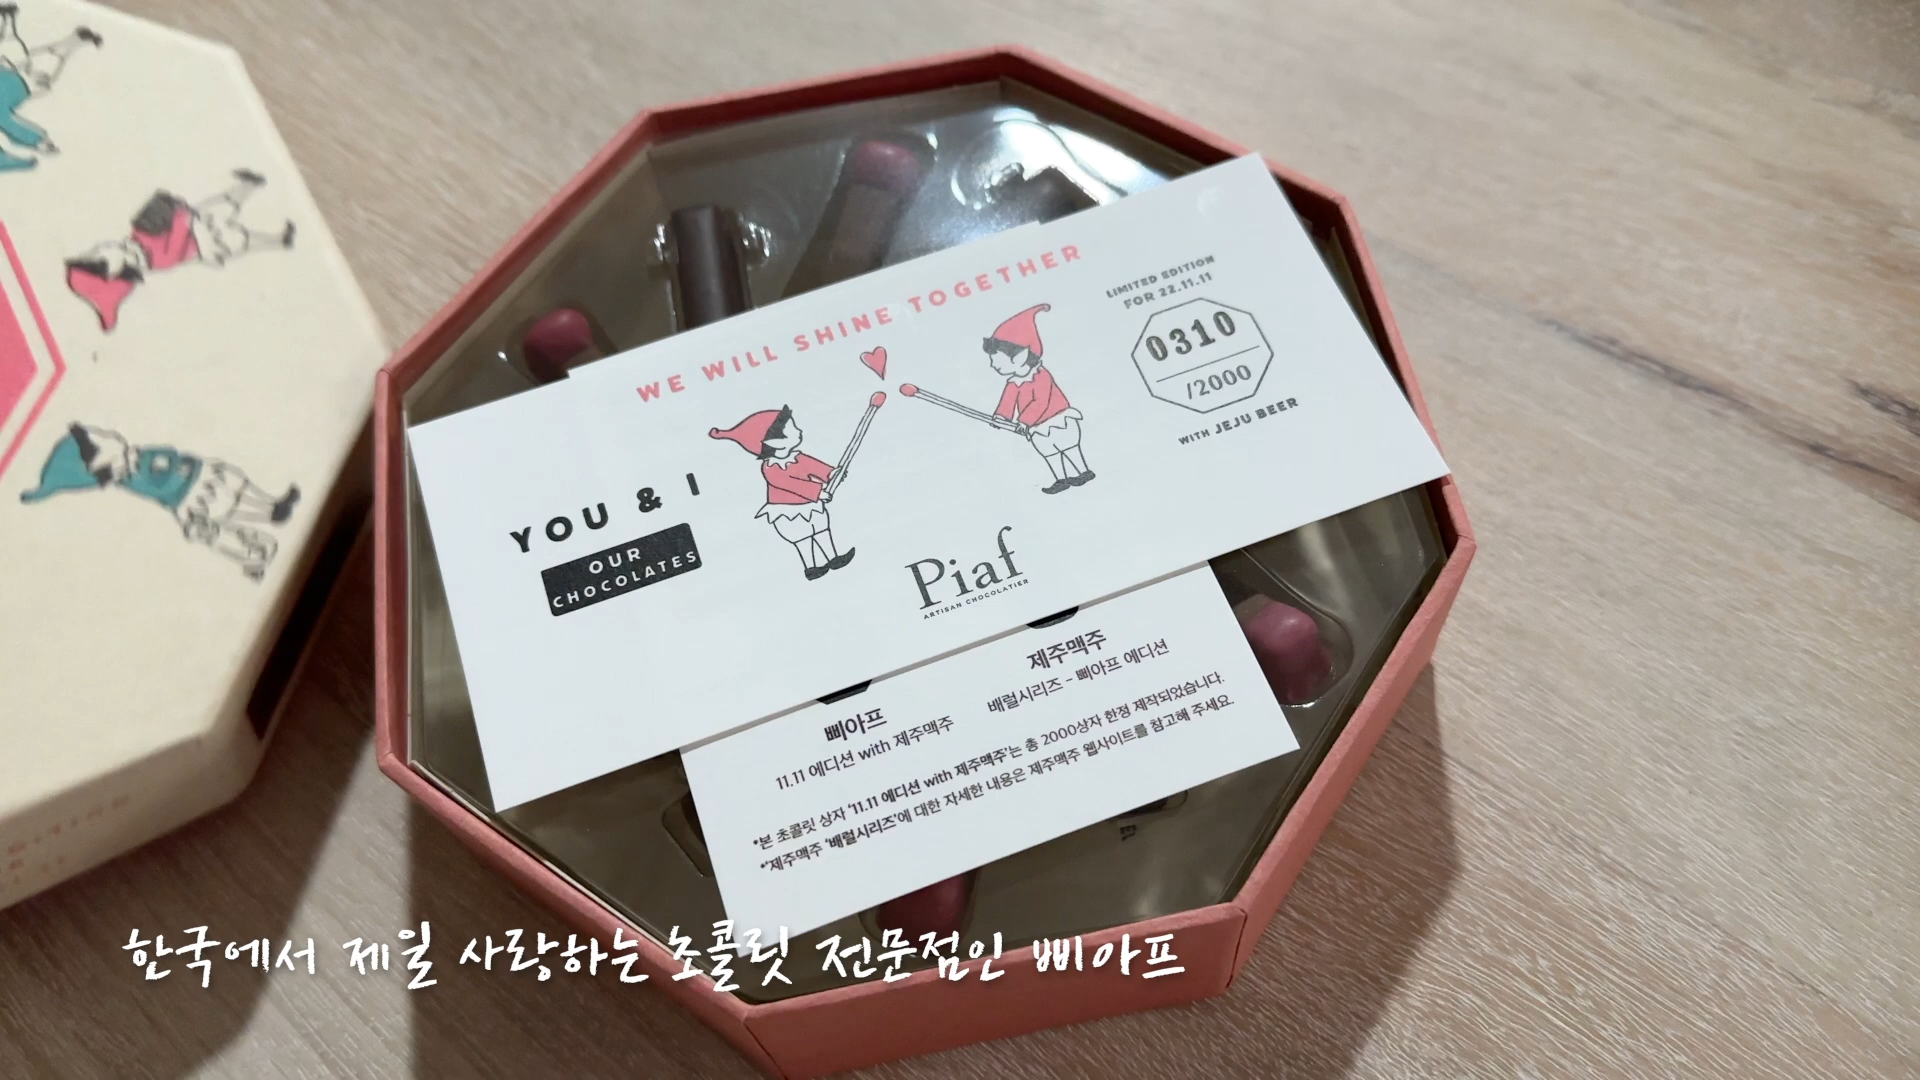 WE WILL SHINE TOGETHER
LIMITED EDITION
FOR 22.11.11
0310
/2000
WITH JEJU BEER
YOU & I
OUR
CHOCOLATES
Piaf
ARTISAN CHOCOLATIER
삐아프
11.11 에디션 with 제주맥주
제주맥주
배럴시리즈 - 삐아프 에디션
*본 초콜릿 상자 '11.11 에디션 with 제주맥주'는 총 2000상자 한정 제작되었습니다.
*'제주맥주 '배럴시리즈'에 대한 자세한 내용은 제주맥주 웹사이트를 참고해 주세요.
한국에서 제일 사랑하는 초콜릿 전문점인 삐아프